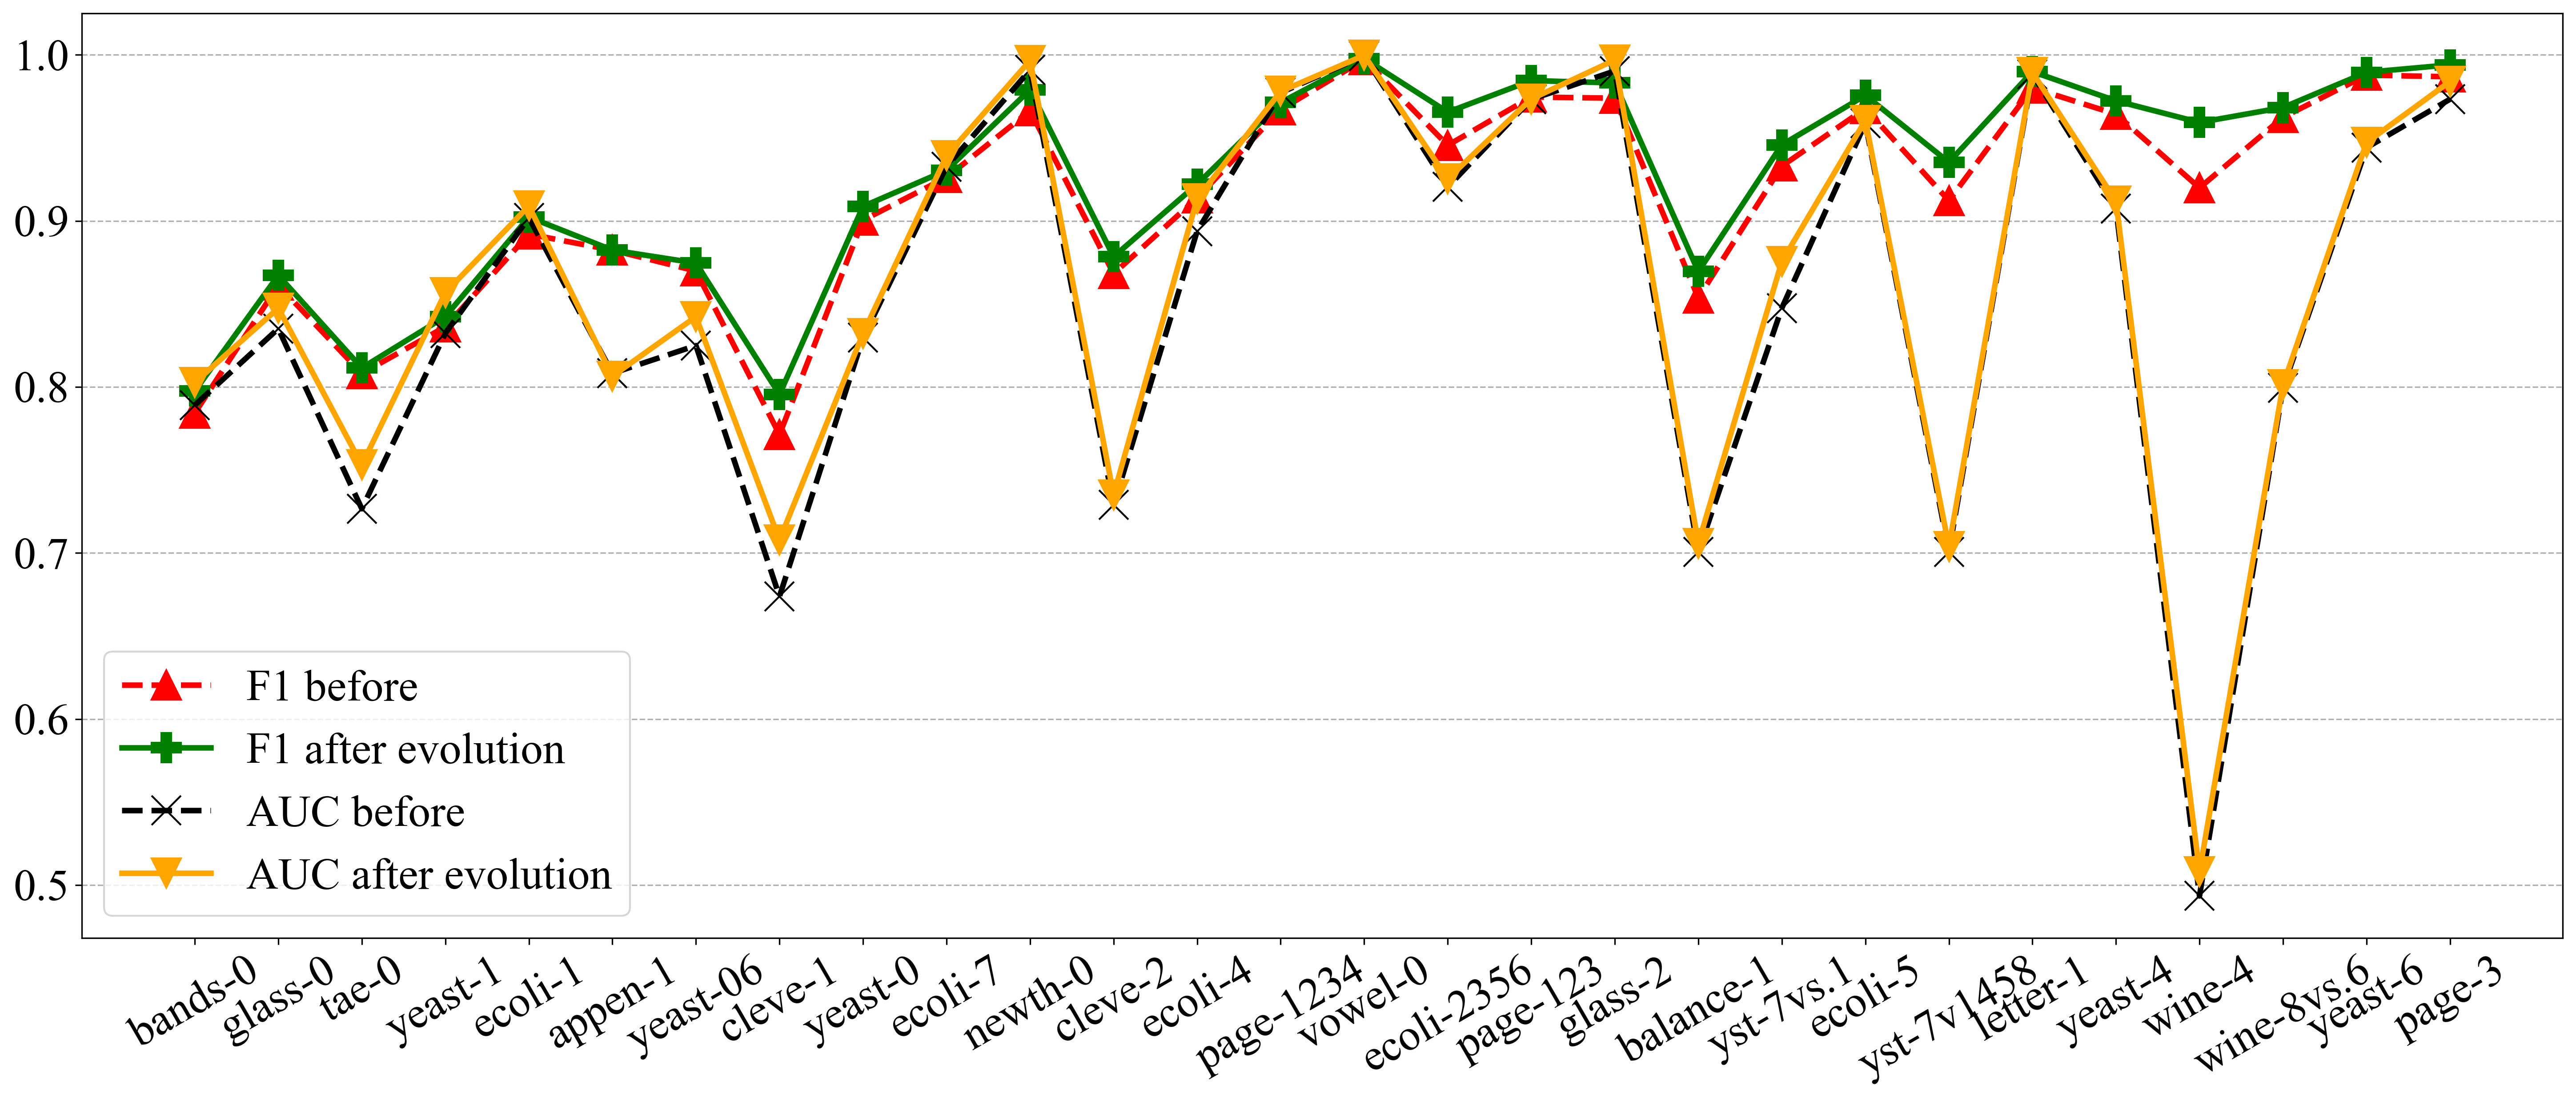 1.0
0.9
0.8
0.7
0.6
0.5
F1 before
F1 after evolution
AUC before
AUC after evolution
bands-0
glass-0
tae-0
yeast-1
ecoli-1
appen-1
yeast-06
cleve-1
yeast-0
ecoli-7
newth-0
cleve-2
ecoli-4
page-1234
vowel-0
ecoli-2356
page-123
glass-2
balance-1
yst-7vs.1
ecoli-5
yst-7v1458
letter-1
yeast-4
wine-4
wine-8vs.6
yeast-6
page-3